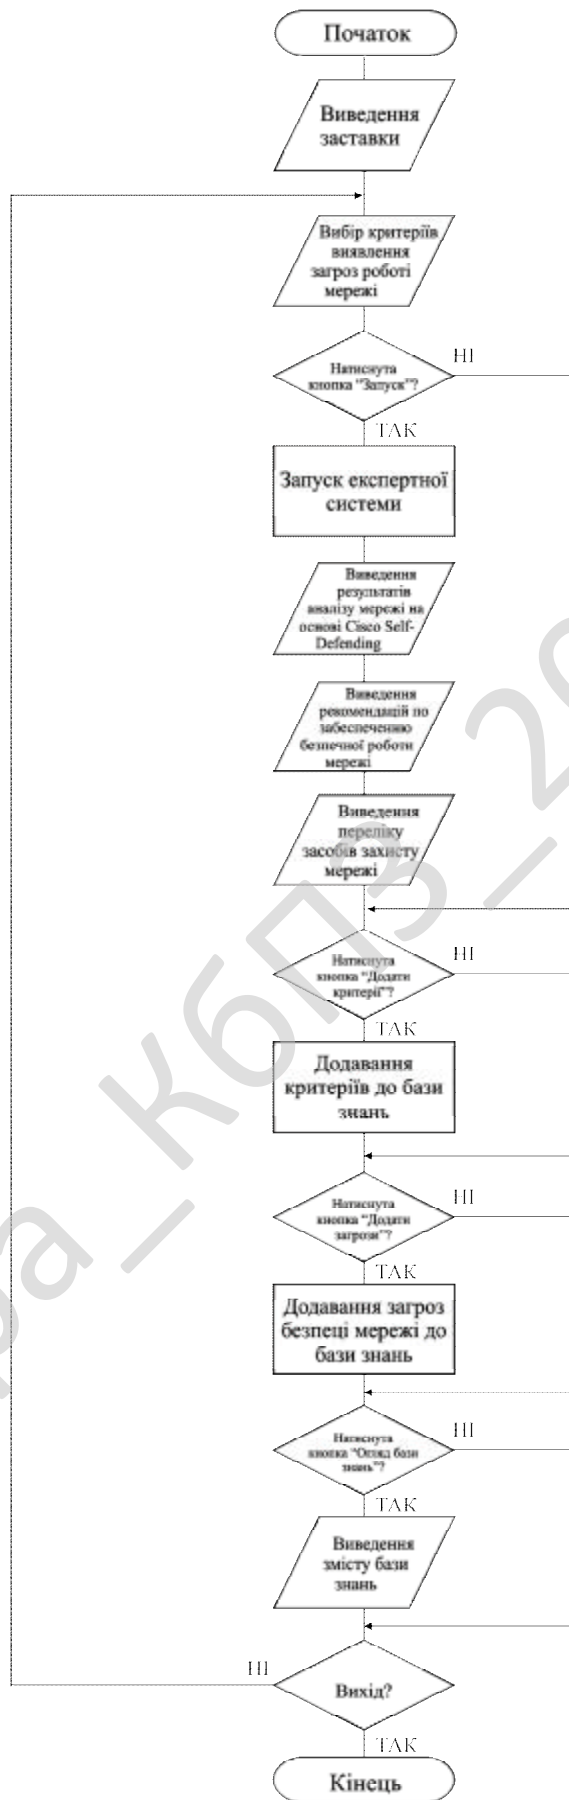 Початок
Виведення
заставки
Вибір критеріїв
виявлення
загроз роботі
мережі
Натиснута
кнопка "Запуск"?
НІ
ТАК
Запуск експертної
системи
Виведення
результатів
аналізу мережі на
основі Cisco Self-
Defending
Виведення
рекомендацій по
забеспеченню
безпечної роботи
мережі
Виведення
переліку
засобів захисту
мережі
Натиснута
кнопка "Додати
критерії"?
НІ
ТАК
Додавання
критеріїв до бази
знань
Натиснута
кнопка "Додати
загрози"?
НІ
ТАК
Додавання загроз
безпеці мережі до
бази знань
Натиснута
кнопка "Огляд бази
знань"?
НІ
ТАК
Виведення
змісту бази
знань
НІ
Вихід?
ТАК
Кінець
ра_КбПЗ_20